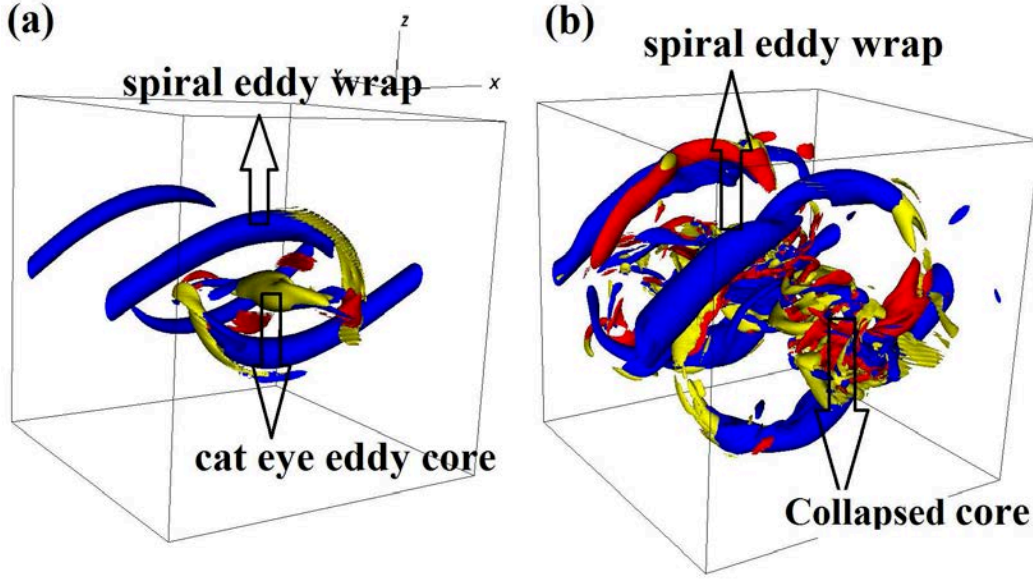 (a)
z
Y
X
spiral eddy wrap
cat eye eddy core
(b)
spiral eddy wrap
Collapsed core